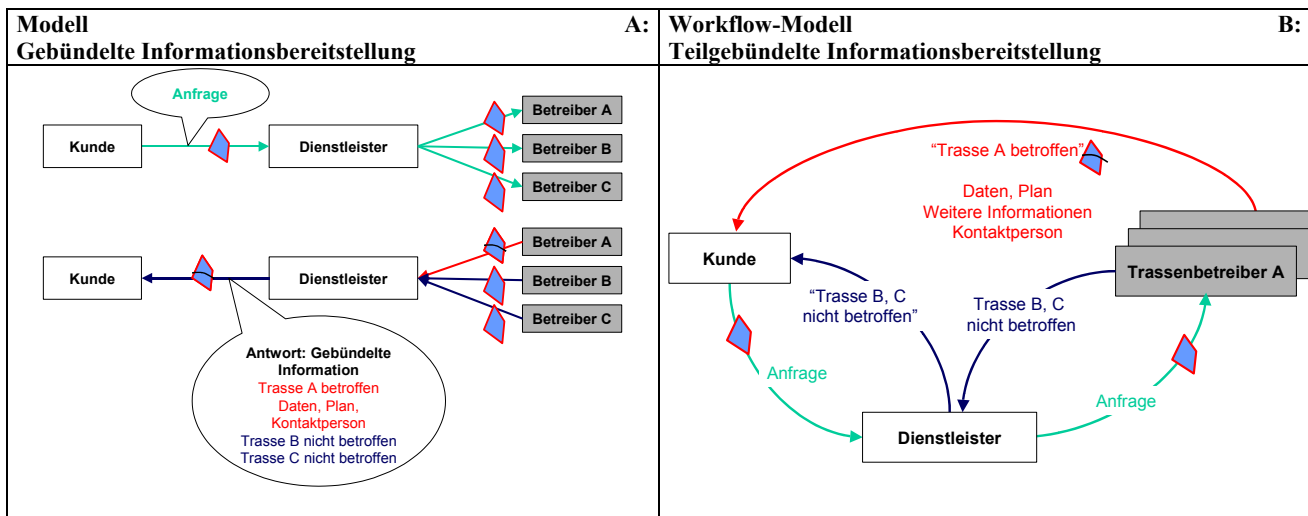 Modell A:
Gebündelte Informationsbereitstellung
Anfrage
Kunde
Dienstleister
Betreiber A
Betreiber B
Betreiber C
Kunde
Dienstleister
Betreiber A
Betreiber B
Betreiber C
Antwort: Gebündelte
Information
Trasse A betroffen
Daten, Plan,
Kontaktperson
Trasse B nicht betroffen
Trasse C nicht betroffen
Workflow-Modell B:
Teilgebündelte Informationsbereitstellung
“Trasse A betroffen”
Daten, Plan
Weitere Informationen
Kontaktperson
Kunde
Trassenbetreiber A
“Trasse B, C
nicht betroffen”
Trasse B, C
nicht betroffen
Anfrage
Anfrage
Dienstleister